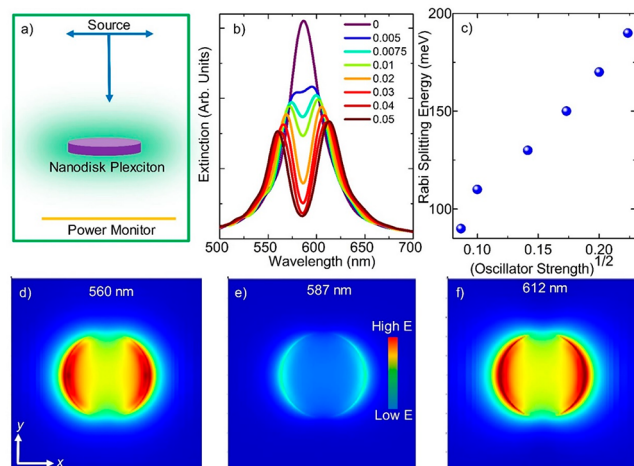 a)
Source
Nanodisk Plexciton
Power Monitor
b)
Extinction (Arb. Units)
0
0.005
0.0075
0.01
0.02
0.03
0.04
0.05
500 550 600 650 700
Wavelength (nm)
c)
Rabi Splitting Energy (meV)
200
150
100
0.10 0.15 0.20
(Oscillator Strength)^1/2
d) 560 nm
y
x
e) 587 nm
High E
Low E
f) 612 nm